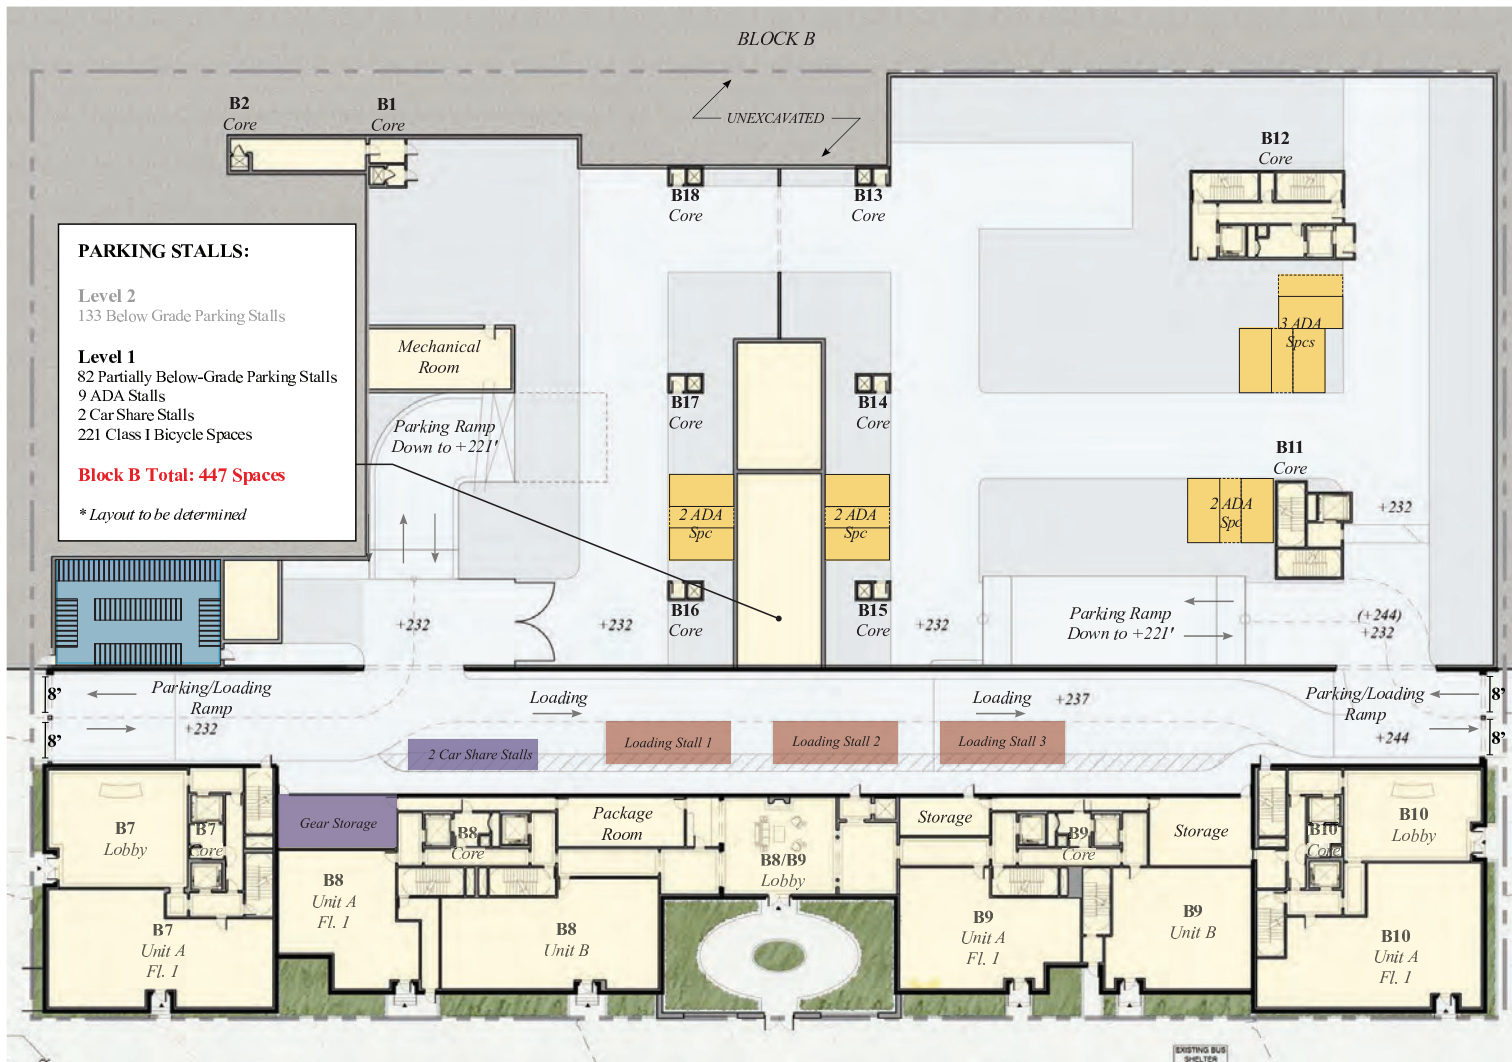 BLOCK B
UNEXCAVATED
B2
Core
B1
Core
B12
Core
B18
Core
B13
Core
PARKING STALLS:
Level 2
133 Below Grade Parking Stalls
Level 1
82 Partially Below-Grade Parking Stalls
9 ADA Stalls
2 Car Share Stalls
221 Class I Bicycle Spaces
Block B Total: 447 Spaces
* Layout to be determined
Mechanical
Room
3 ADA
Spcs
B17
Core
B14
Core
Parking Ramp
Down to +221'
B11
Core
2 ADA
Spc
2 ADA
Spc
2 ADA
Spc
+232
B16
Core
B15
Core
+232
+232
+232
Parking Ramp
Down to +221'
(+244)
+232
8'
8'
Parking/Loading
Ramp
+232
Loading
Loading
+237
Parking/Loading
Ramp
+244
8'
8'
2 Car Share Stalls
Loading Stall 1
Loading Stall 2
Loading Stall 3
B7
Lobby
B7
Core
Gear Storage
B8
Core
Package
Room
B8/B9
Lobby
Storage
B9
Core
Storage
B10
Core
B10
Lobby
B8
Unit A
Fl. 1
B7
Unit A
Fl. 1
B8
Unit B
B9
Unit A
Fl. 1
B9
Unit B
B10
Unit A
Fl. 1
EXISTING BUS
SHELTER